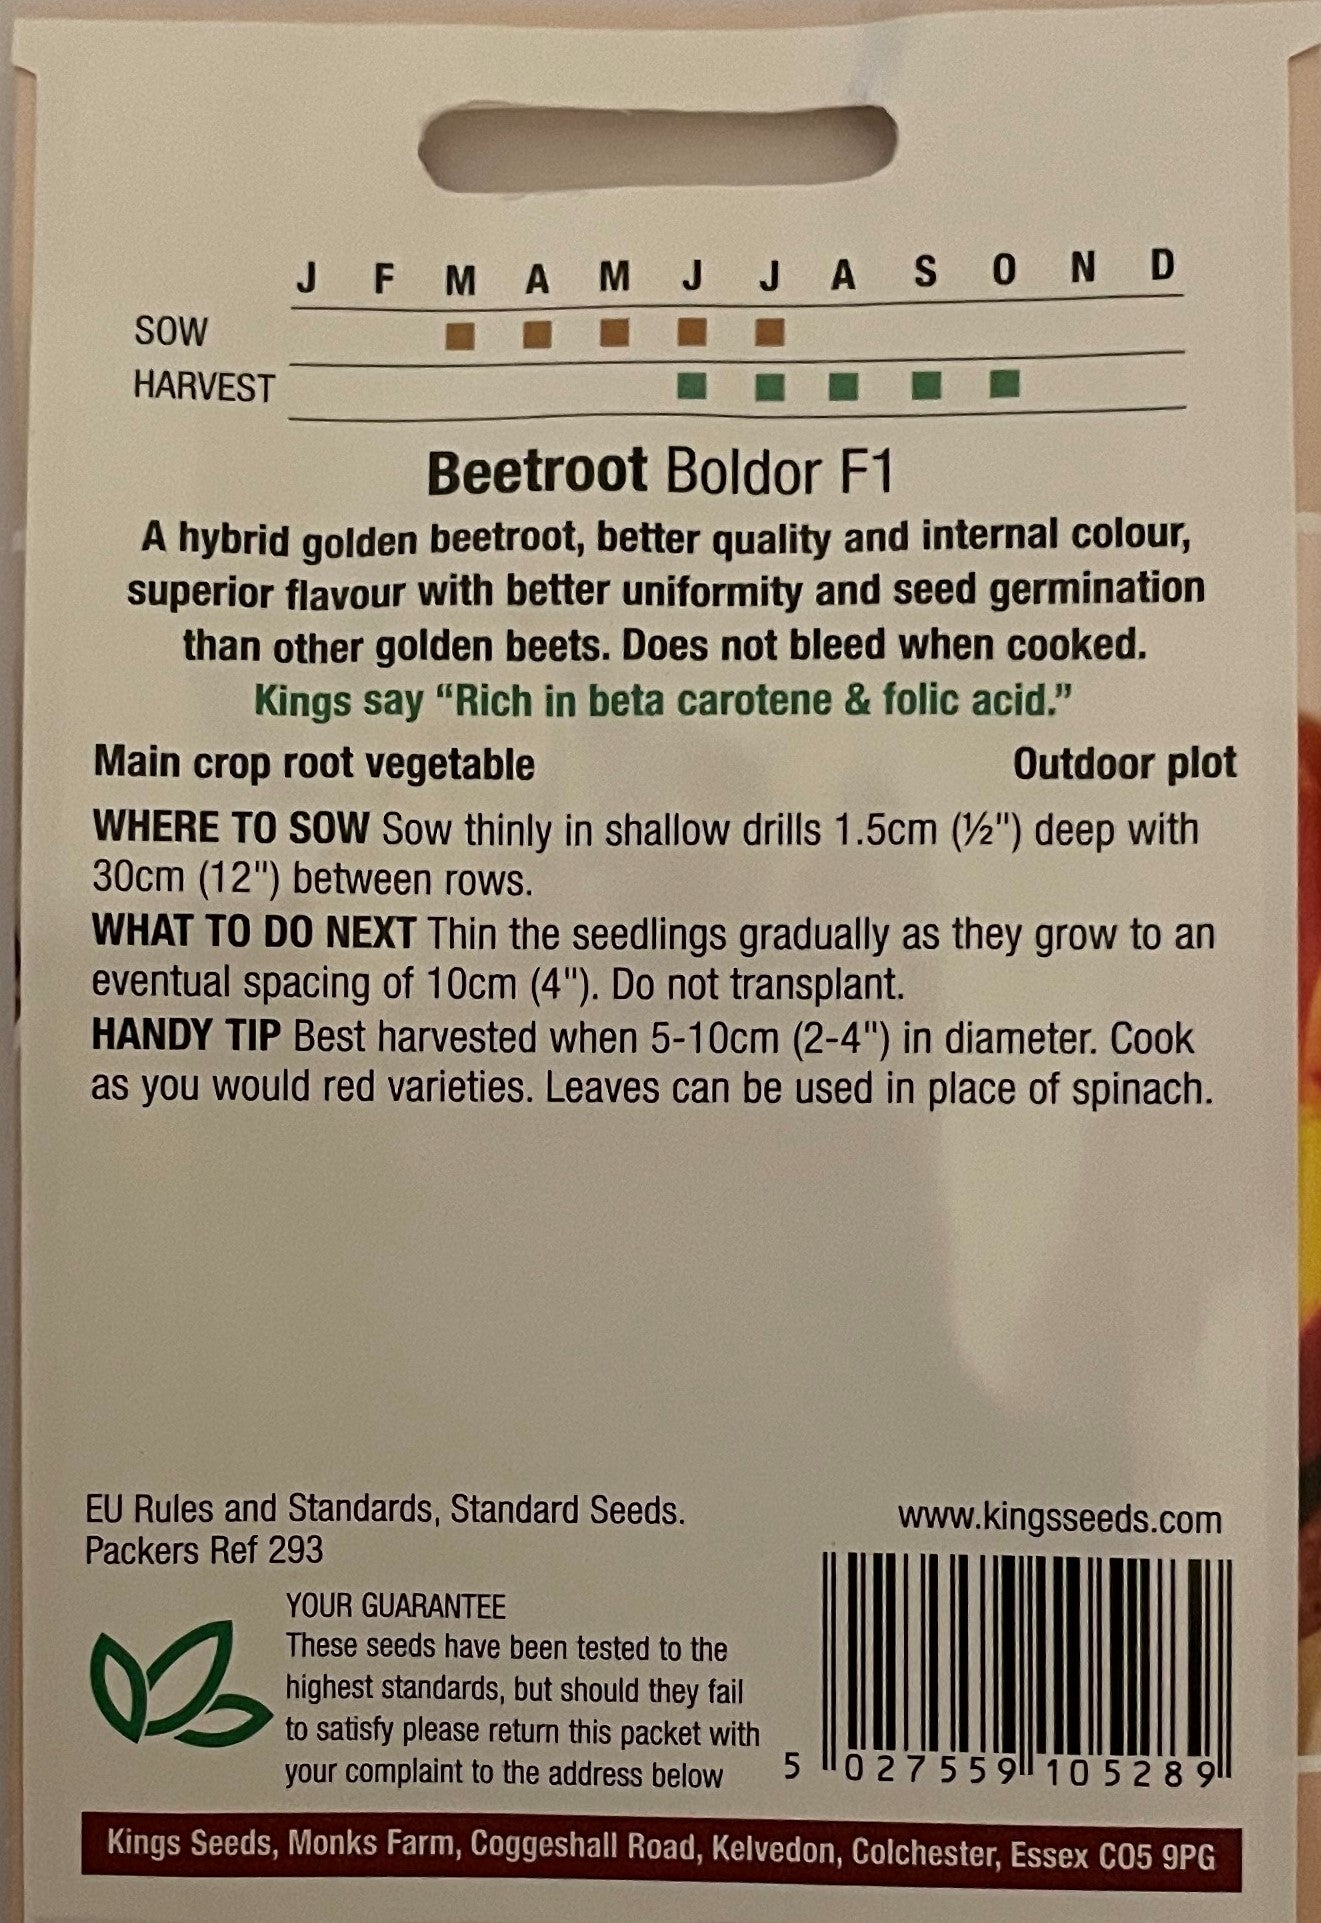 J F M A M J J A S O N D
SOW
HARVEST
Beetroot Boldor F1
A hybrid golden beetroot, better quality and internal colour,
superior flavour with better uniformity and seed germination
than other golden beets. Does not bleed when cooked.
Kings say “Rich in beta carotene & folic acid.”
Main crop root vegetable Outdoor plot
WHERE TO SOW Sow thinly in shallow drills 1.5cm (½") deep with
30cm (12") between rows.
WHAT TO DO NEXT Thin the seedlings gradually as they grow to an
eventual spacing of 10cm (4"). Do not transplant.
HANDY TIP Best harvested when 5-10cm (2-4") in diameter. Cook
as you would red varieties. Leaves can be used in place of spinach.
EU Rules and Standards, Standard Seeds.
Packers Ref 293
www.kingsseeds.com
YOUR GUARANTEE
These seeds have been tested to the
highest standards, but should they fail
to satisfy please return this packet with
your complaint to the address below
5 027559 105289
Kings Seeds, Monks Farm, Coggeshall Road, Kelvedon, Colchester, Essex CO5 9PG